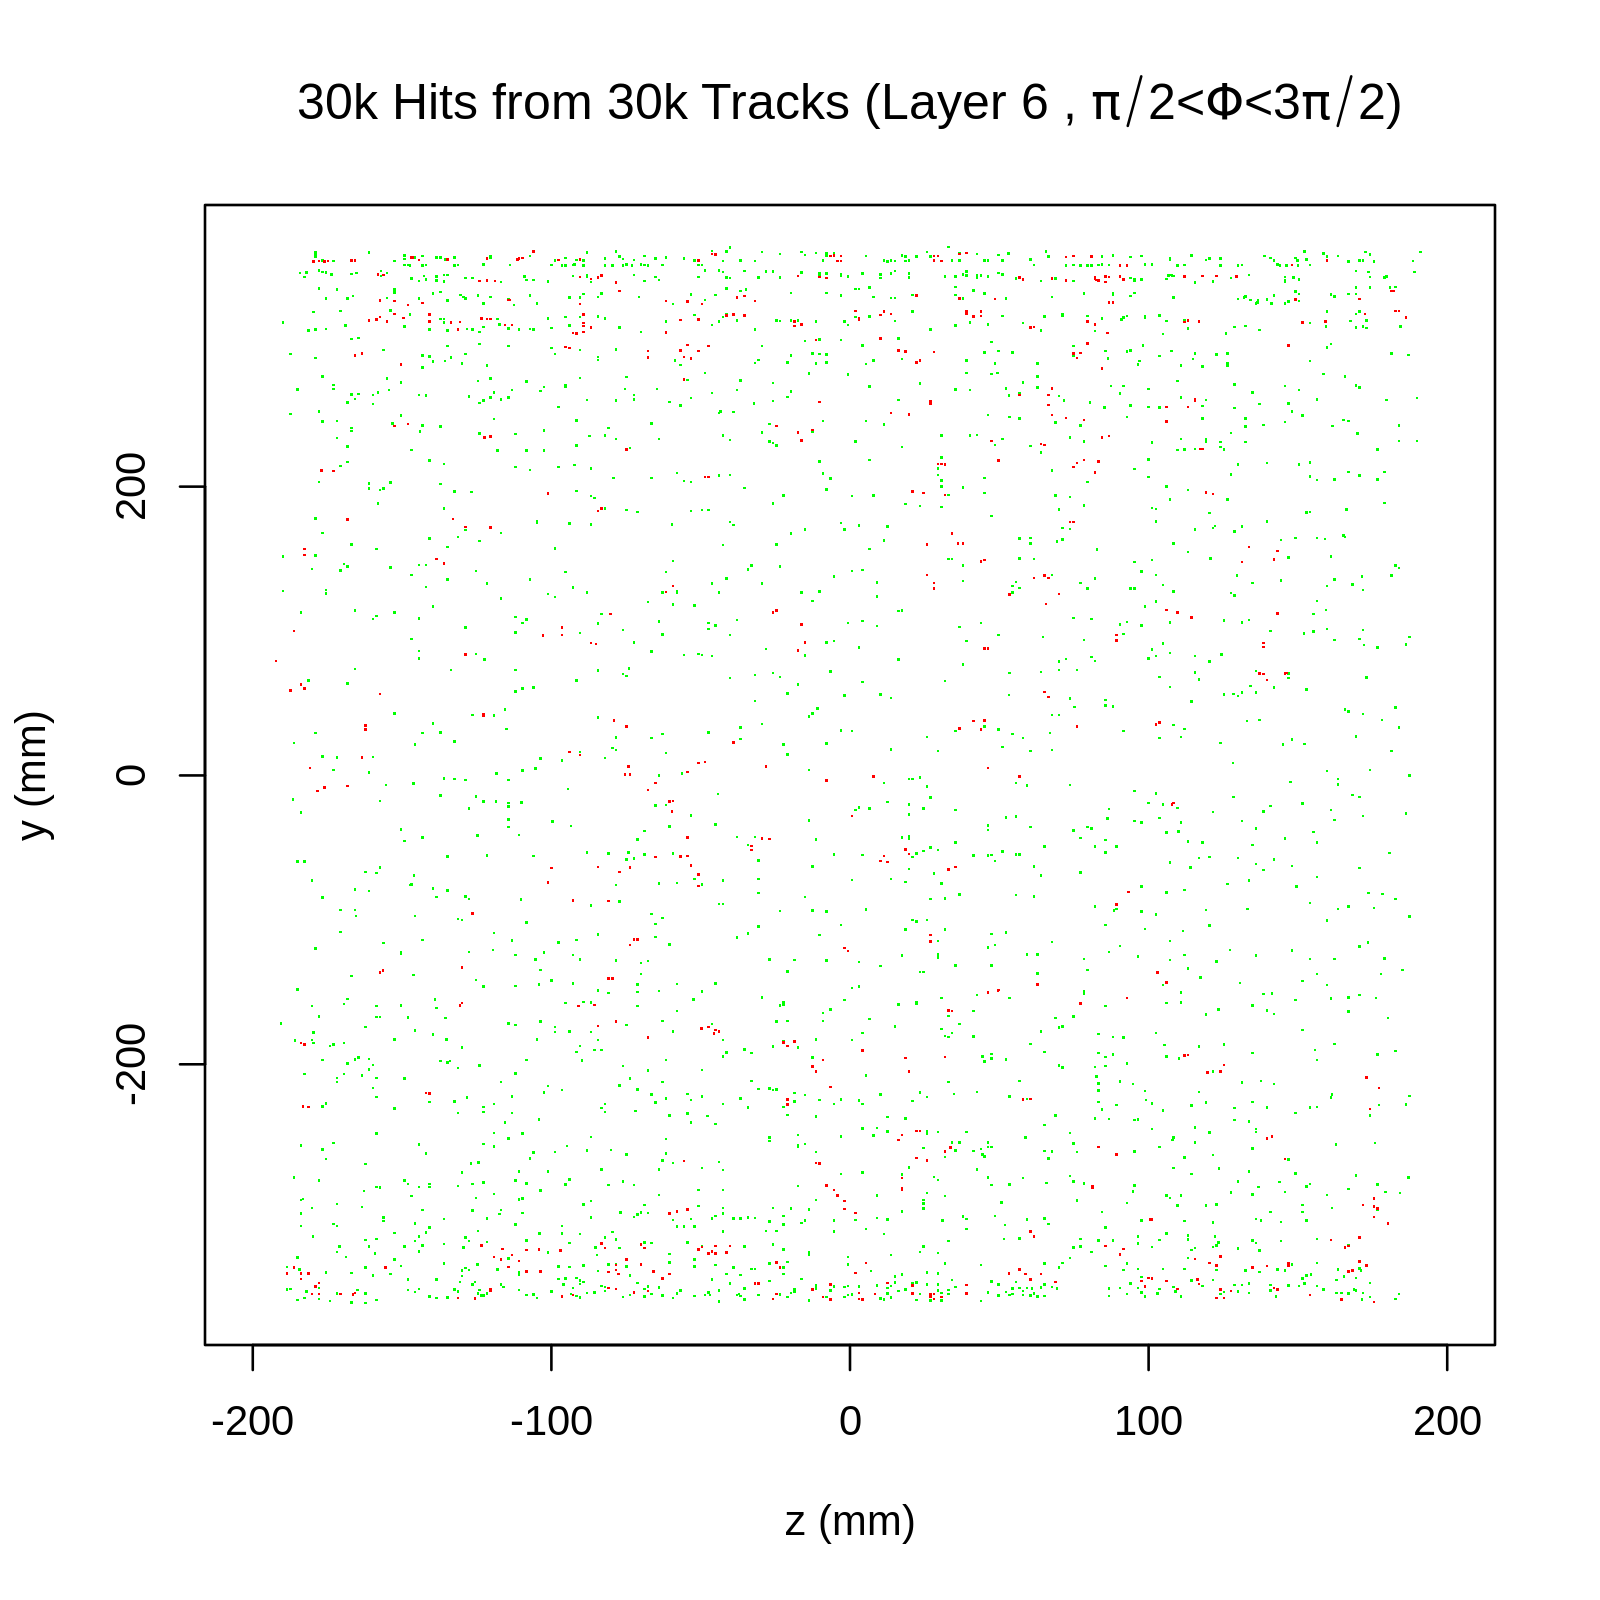 30k Hits from 30k Tracks (Layer 6 , π/2<Φ<3π/2)
y (mm)
200
0
-200
-200 -100 0 100 200
z (mm)